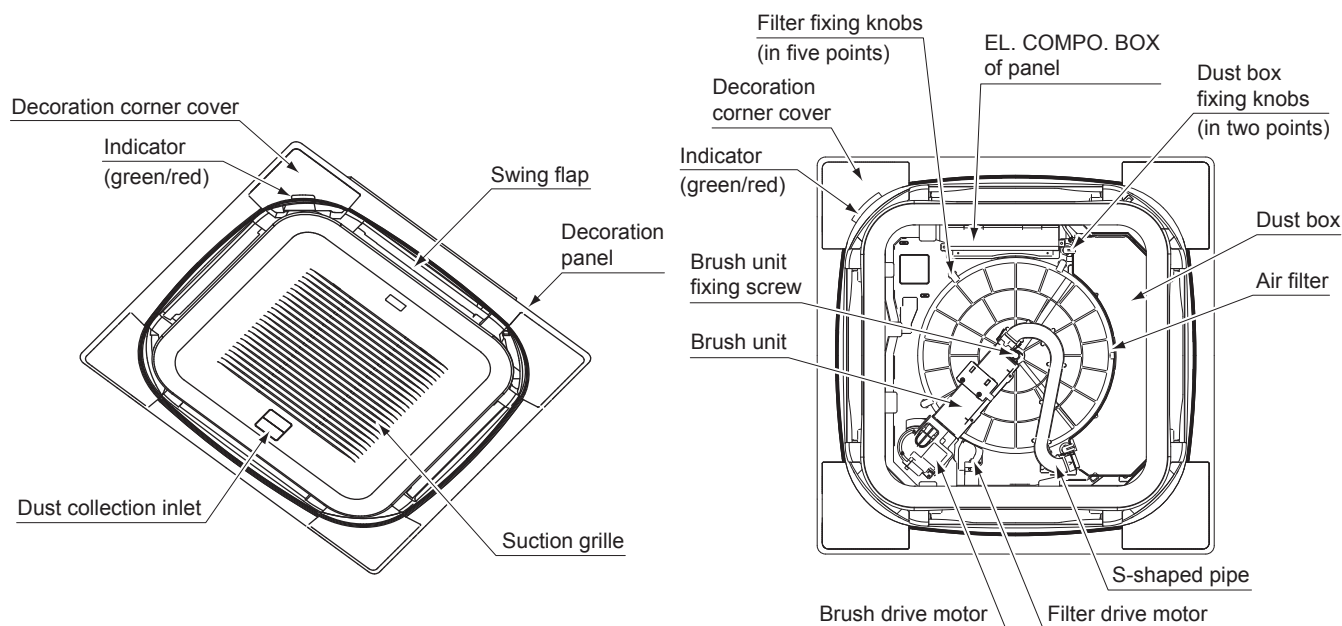 Decoration corner cover
Indicator
(green/red)
Swing flap
Decoration
panel
Dust collection inlet
Suction grille
Filter fixing knobs
(in five points)
EL. COMPO. BOX
of panel
Dust box
fixing knobs
(in two points)
Decoration
corner cover
Indicator
(green/red)
Dust box
Brush unit
fixing screw
Air filter
Brush unit
S-shaped pipe
Brush drive motor
Filter drive motor